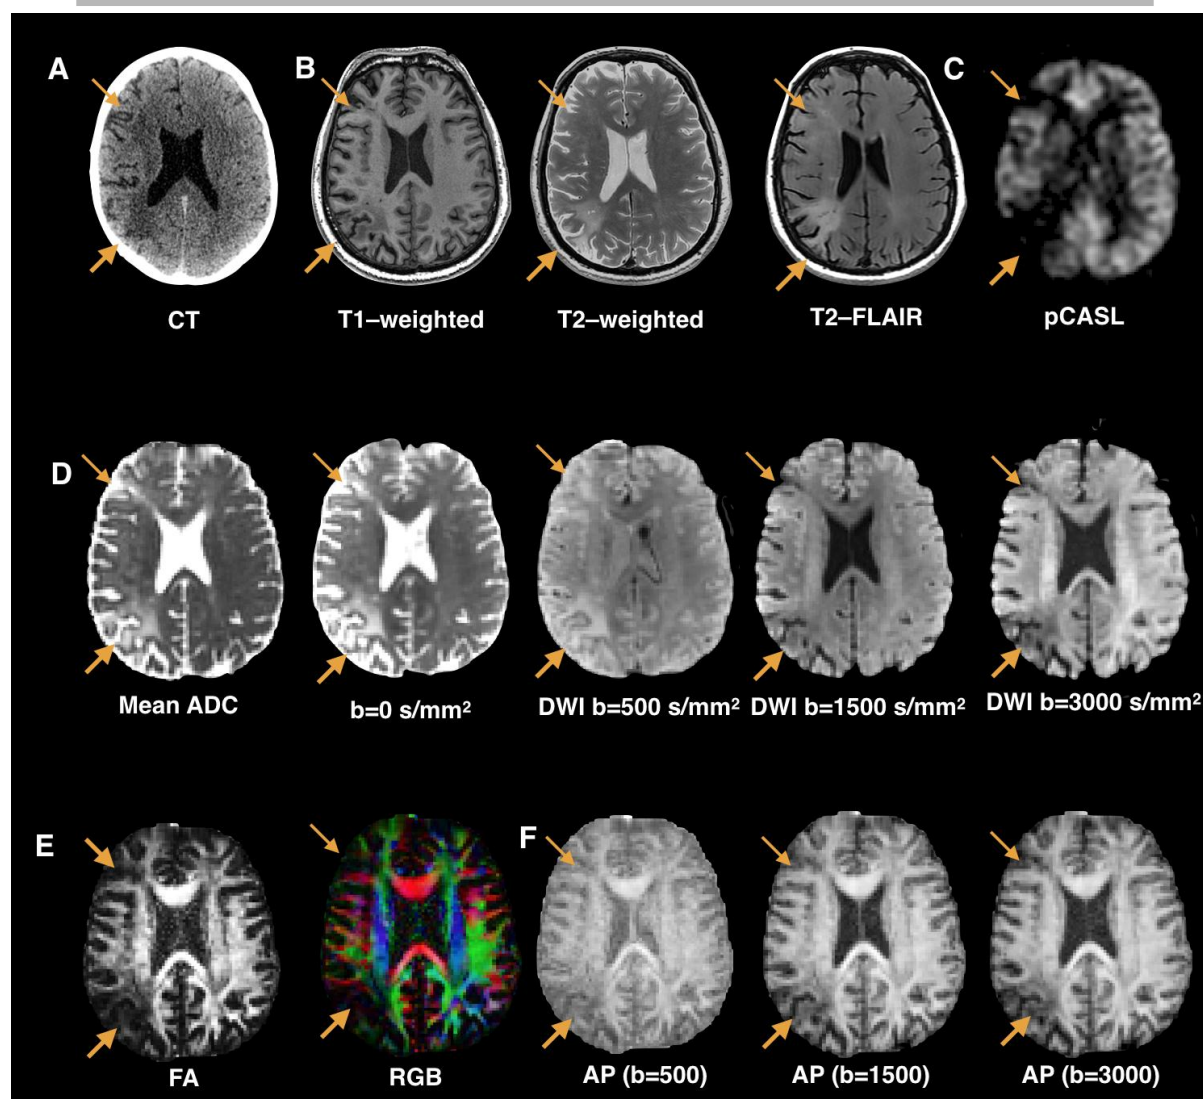 A
B
C
CT
T1–weighted
T2–weighted
T2–FLAIR
pCASL
D
Mean ADC
b=0 s/mm²
DWI b=500 s/mm²
DWI b=1500 s/mm²
DWI b=3000 s/mm²
E
F
FA
RGB
AP (b=500)
AP (b=1500)
AP (b=3000)